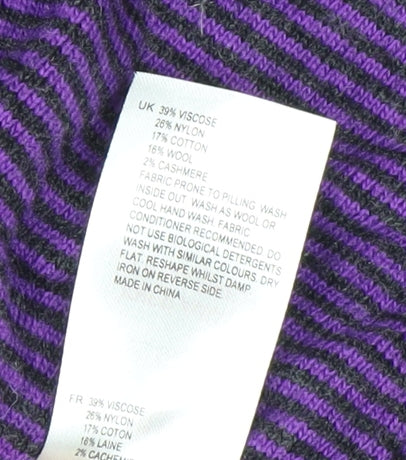 UK 39% VISCOSE
26% NYLON
17% COTTON
16% WOOL
2% CASHMERE
FABRIC PRONE TO PILLING. WASH
INSIDE OUT. WASH AS WOOL OR
COOL HAND WASH. FABRIC
CONDITIONER RECOMMENDED. DO
NOT USE BIOLOGICAL DETERGENTS
WASH WITH SIMILAR COLOURS. DRY
FLAT. RESHAPE WHILST DAMP.
IRON ON REVERSE SIDE.
MADE IN CHINA
FR 39% VISCOSE
26% NYLON
17% COTON
16% LAINE
2% CACHEM